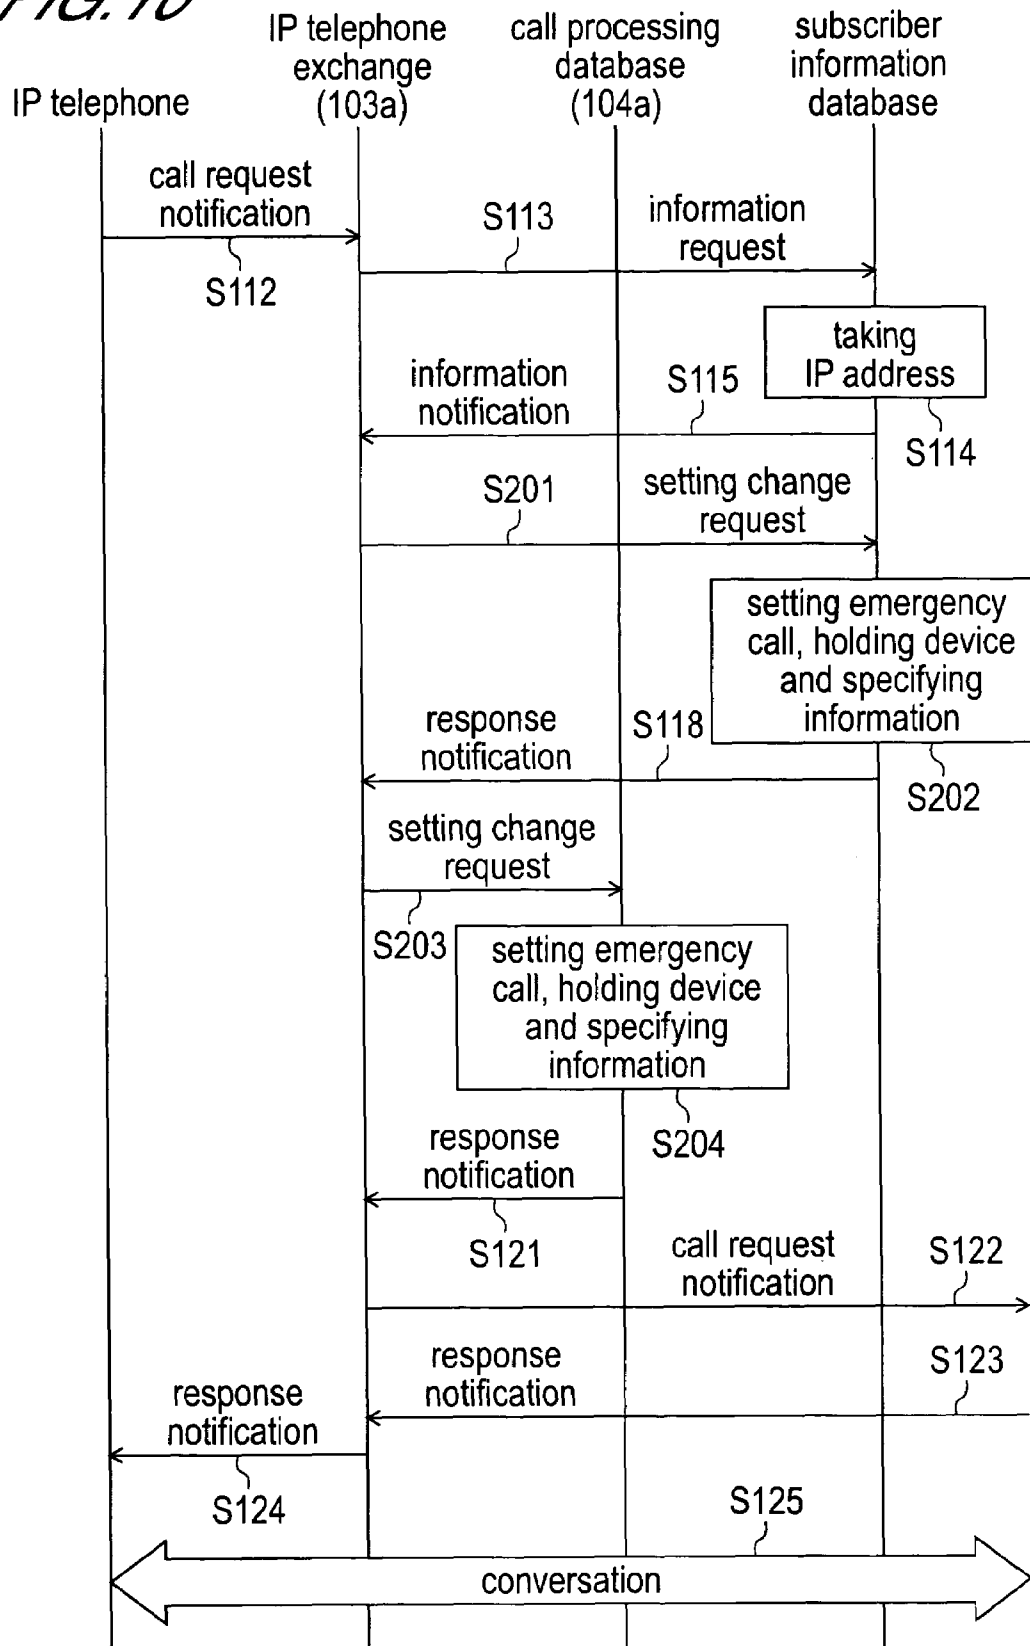 FIG. 10
IP telephone
IP telephone
exchange
(103a)
call processing
database
(104a)
subscriber
information
database
call request
notification
S112
S113
information
request
taking
IP address
S114
information
notification
S115
S201
setting change
request
setting emergency
call, holding device
and specifying
information
S202
response
notification
S118
setting change
request
S203
setting emergency
call, holding device
and specifying
information
S204
response
notification
S121
call request
notification
S122
response
notification
S123
response
notification
S124
S125
conversation